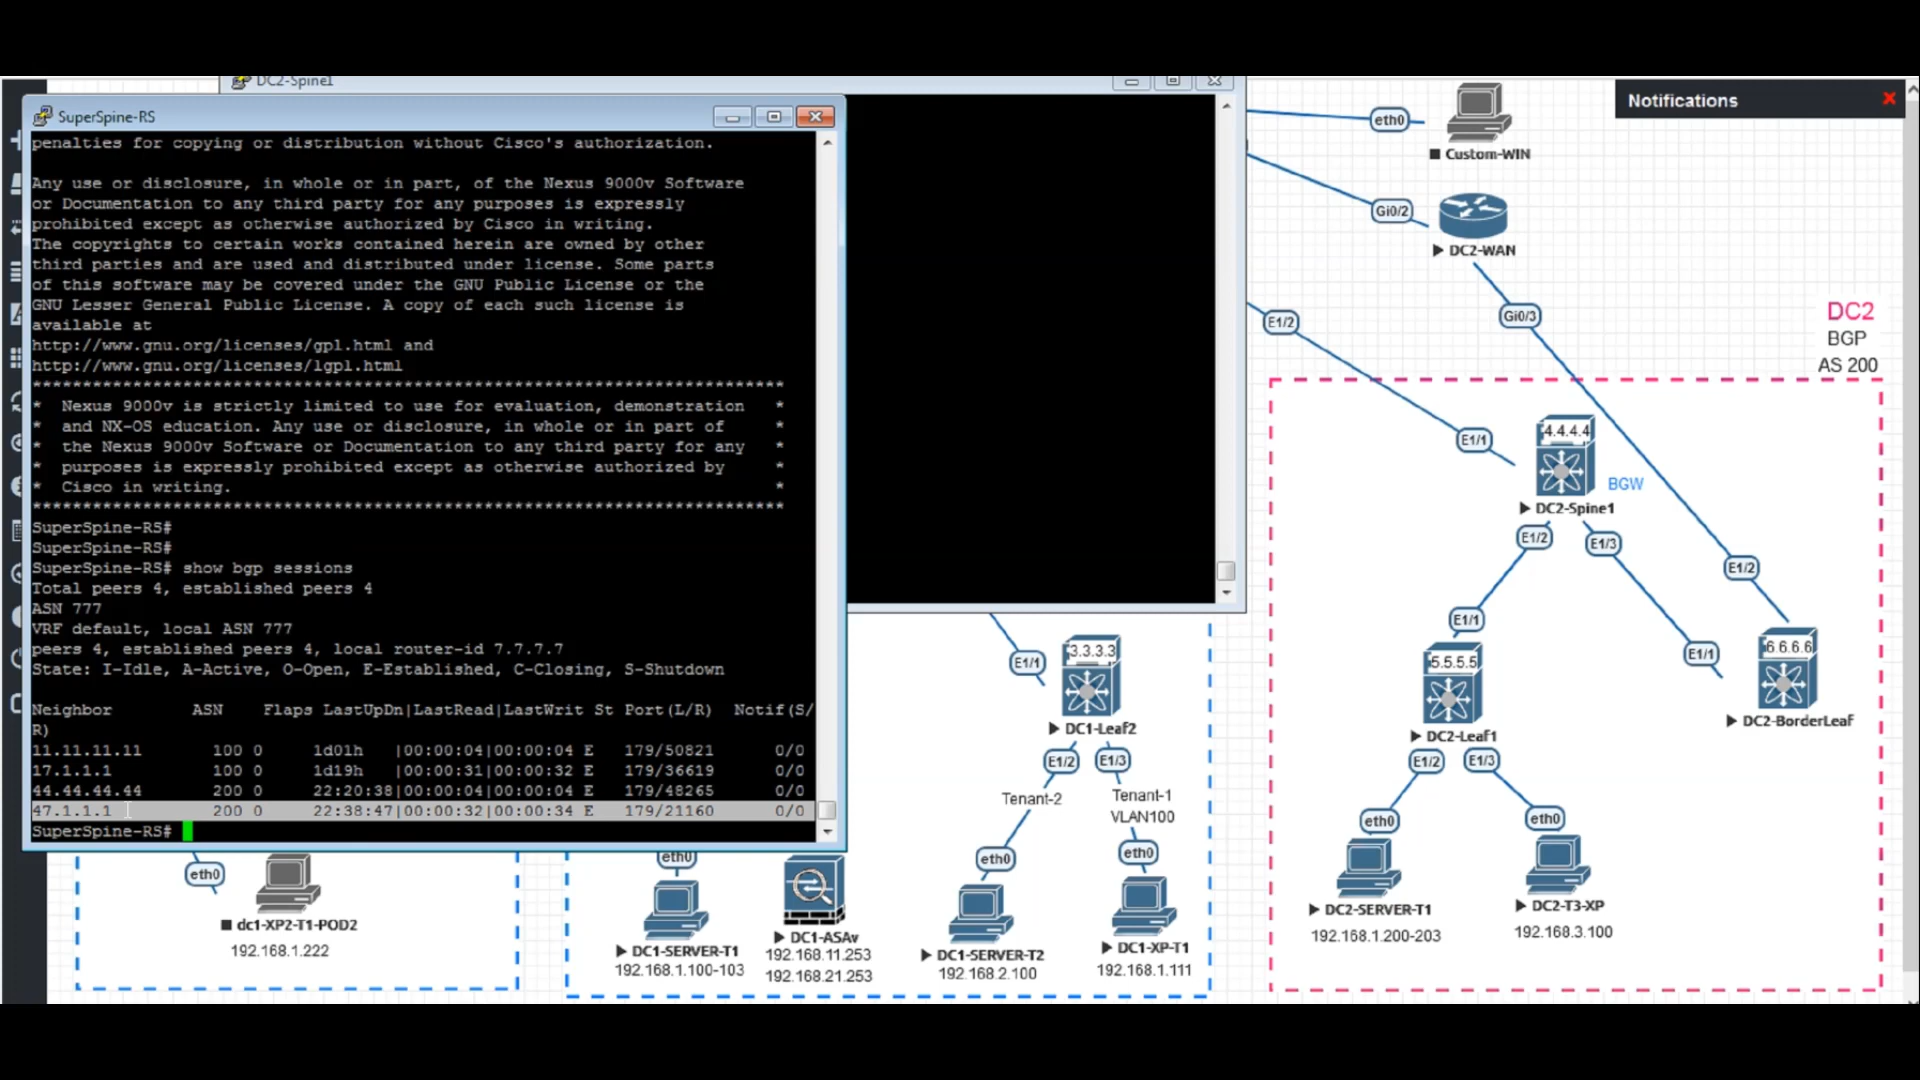 DC2-Spine1
SuperSpine-RS
penalties for copying or distribution without Cisco's authorization.
Any use or disclosure, in whole or in part, of the Nexus 9000v Software
or Documentation to any third party for any purposes is expressly
prohibited except as otherwise authorized by Cisco in writing.
The copyrights to certain works contained herein are owned by other
third parties and are used and distributed under license. Some parts
of this software may be covered under the GNU Public License or the
GNU Lesser General Public License. A copy of each such license is
available at
http://www.gnu.org/licenses/gpl.html and
http://www.gnu.org/licenses/lgpl.html
***************************************************************************
*  Nexus 9000v is strictly limited to use for evaluation, demonstration   *
*  and NX-OS education. Any use or disclosure, in whole or in part of     *
*  the Nexus 9000v Software or Documentation to any third party for any   *
*  purposes is expressly prohibited except as otherwise authorized by     *
*  Cisco in writing.                                                      *
***************************************************************************
SuperSpine-RS#
SuperSpine-RS#
SuperSpine-RS# show bgp sessions
Total peers 4, established peers 4
ASN 777
VRF default, local ASN 777
peers 4, established peers 4, local router-id 7.7.7.7
State: I-Idle, A-Active, O-Open, E-Established, C-Closing, S-Shutdown
Neighbor        ASN    Flaps LastUpDn|LastRead|LastWrit St Port(L/R)  Notif(S/
R)
11.11.11.11       100 0     1d01h   |00:00:04|00:00:04 E   179/50821      0/0
17.1.1.1          100 0     1d19h   |00:00:31|00:00:32 E   179/36619      0/0
44.44.44.44       200 0     22:20:38|00:00:04|00:00:04 E   179/48265      0/0
47.1.1.1          200 0     22:38:47|00:00:32|00:00:34 E   179/21160      0/0
SuperSpine-RS#
Notifications
eth0
Custom-WIN
Gi0/2
DC2-WAN
E1/2
Gi0/3
DC2
BGP
AS 200
4.4.4.4
E1/1
BGW
DC2-Spine1
E1/2
E1/3
E1/2
E1/1
5.5.5.5
E1/1
6.6.6.6
DC2-BorderLeaf
DC2-Leaf1
E1/2
E1/3
eth0
eth0
DC2-SERVER-T1
192.168.1.200-203
DC2-T3-XP
192.168.3.100
E1/1
3.3.3.3
DC1-Leaf2
E1/2
E1/3
Tenant-2
Tenant-1
VLAN100
eth0
eth0
DC1-SERVER-T2
192.168.2.100
DC1-XP-T1
192.168.1.111
eth0
DC1-SERVER-T1
192.168.1.100-103
DC1-ASAv
192.168.11.253
192.168.21.253
eth0
dc1-XP2-T1-POD2
192.168.1.222